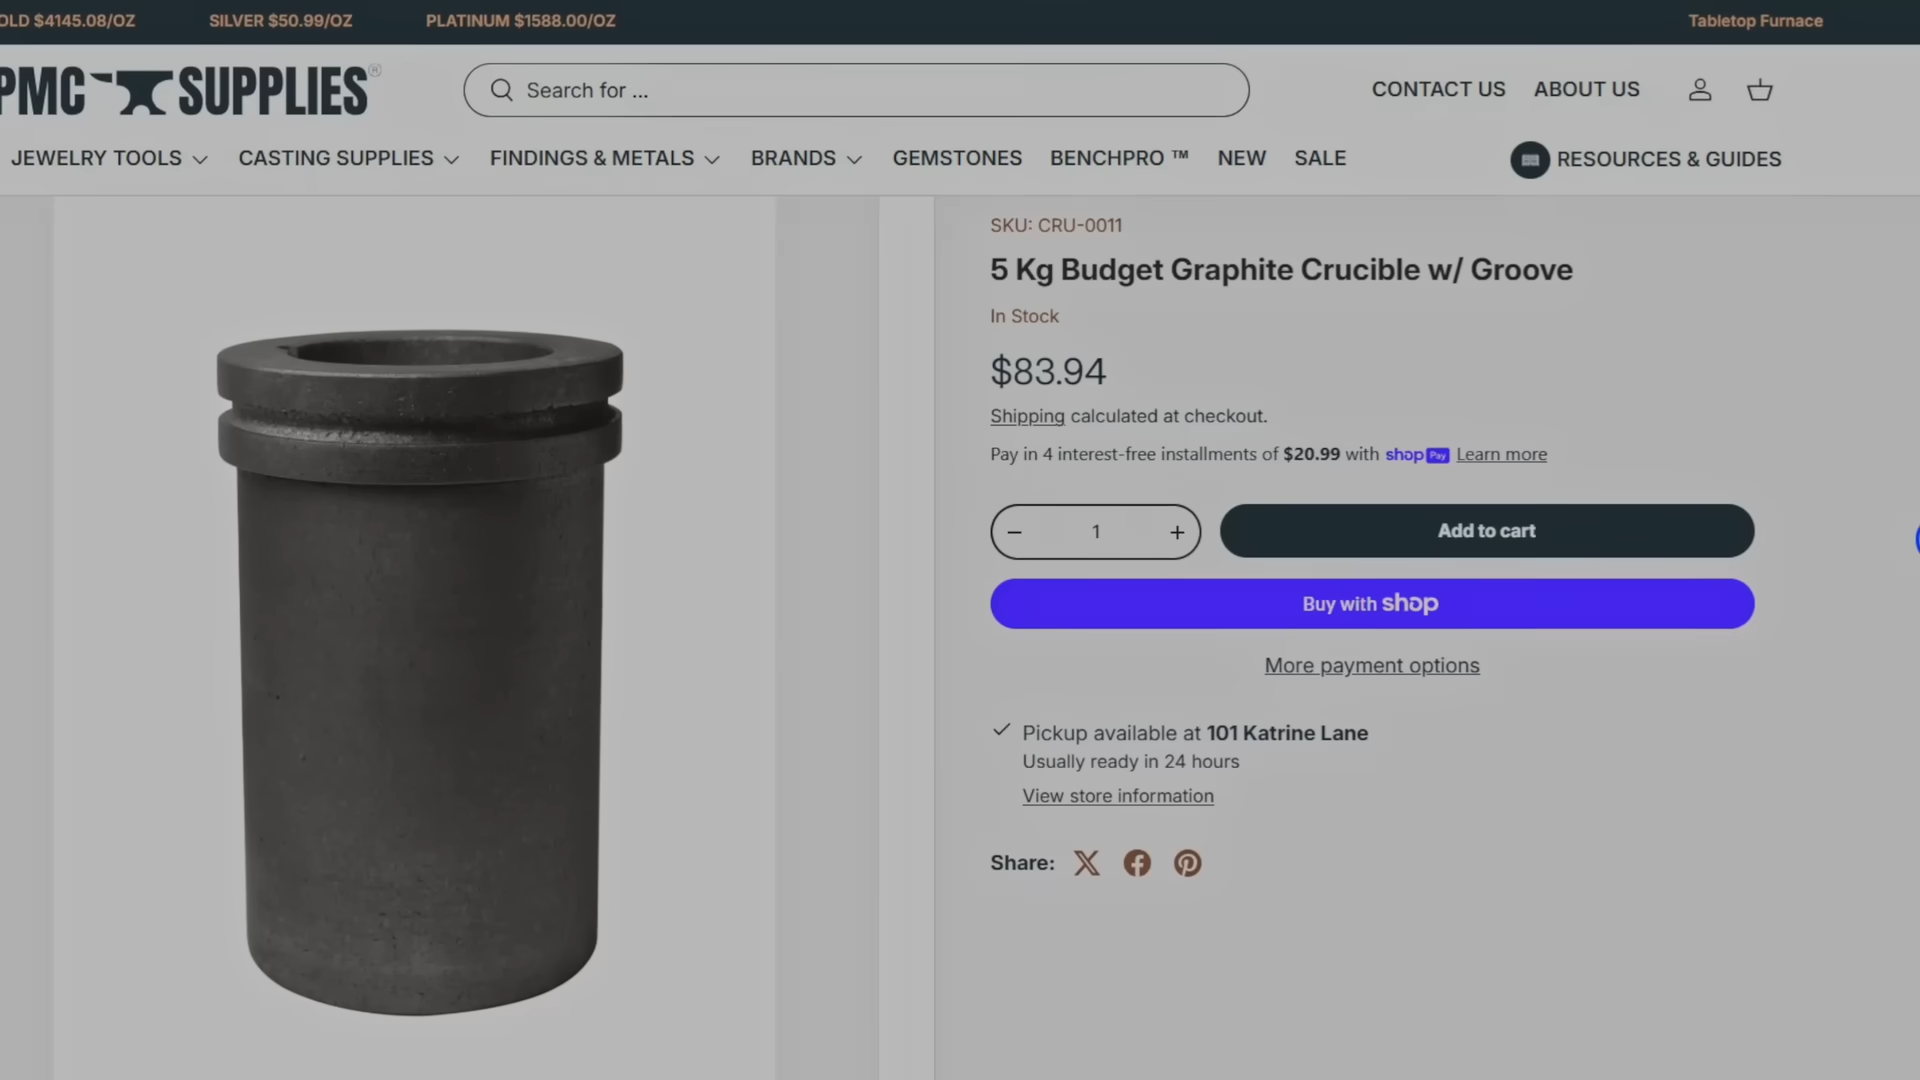 OLD $4145.08/OZ SILVER $50.99/OZ PLATINUM $1588.00/OZ Tabletop Furnace
PMC SUPPLIES®
Search for ...
CONTACT US ABOUT US
JEWELRY TOOLS CASTING SUPPLIES FINDINGS & METALS BRANDS GEMSTONES BENCHPRO ™ NEW SALE RESOURCES & GUIDES
SKU: CRU-0011
5 Kg Budget Graphite Crucible w/ Groove
In Stock
$83.94
Shipping calculated at checkout.
Pay in 4 interest-free installments of $20.99 with shop Pay Learn more
− 1 + Add to cart
Buy with shop
More payment options
Pickup available at 101 Katrine Lane
Usually ready in 24 hours
View store information
Share: